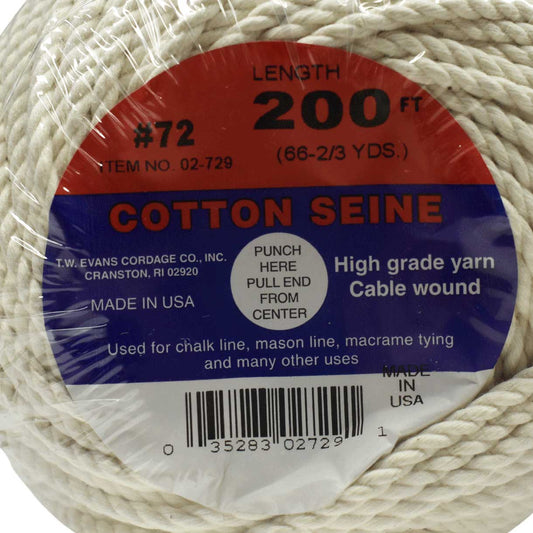 LENGTH
#72 200 FT
ITEM NO. 02-729 (66-2/3 YDS.)
COTTON SEINE
T.W. EVANS CORDAGE CO., INC.
CRANSTON, RI 02920
MADE IN USA
PUNCH
HERE
PULL END
FROM
CENTER
High grade yarn
Cable wound
Used for chalk line, mason line, macrame tying
and many other uses
MADE
IN
USA
0 35283 02729 1